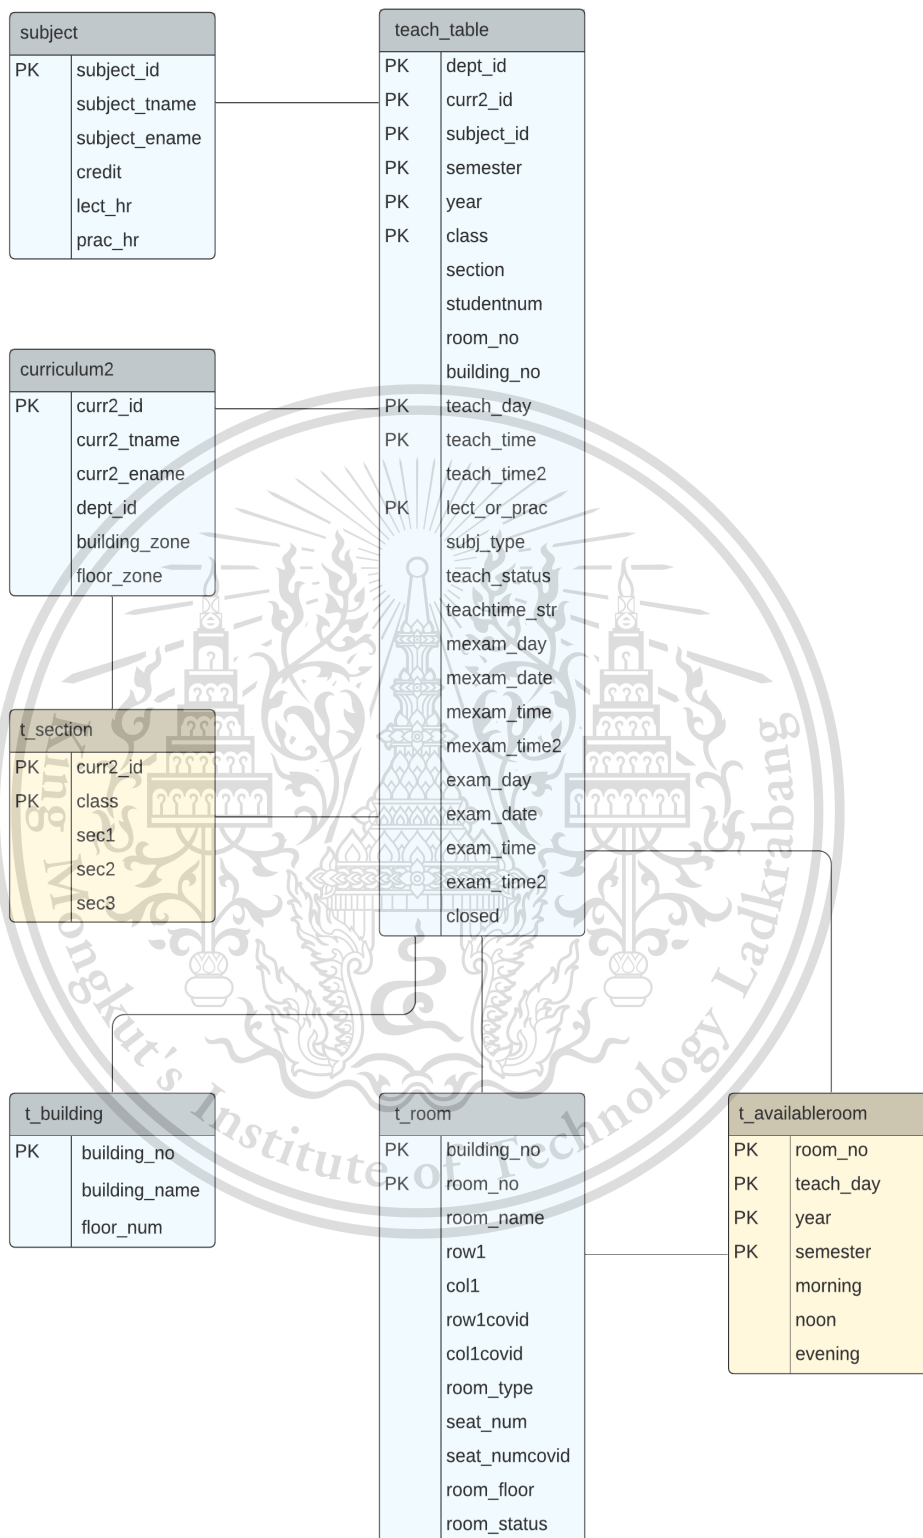 subject
PK subject_id
subject_tname
subject_ename
credit
lect_hr
prac_hr
teach_table
PK dept_id
PK curr2_id
PK subject_id
PK semester
PK year
PK class
section
studentnum
room_no
building_no
PK teach_day
PK teach_time
teach_time2
PK lect_or_prac
subj_type
teach_status
teachtime_str
mexam_day
mexam_date
mexam_time
mexam_time2
exam_day
exam_date
exam_time
exam_time2
closed
curriculum2
PK curr2_id
curr2_tname
curr2_ename
dept_id
building_zone
floor_zone
t_section
PK curr2_id
PK class
sec1
sec2
sec3
t_building
PK building_no
building_name
floor_num
t_room
PK building_no
PK room_no
room_name
row1
col1
row1covid
col1covid
room_type
seat_num
seat_numcovid
room_floor
room_status
t_availableroom
PK room_no
PK teach_day
PK year
PK semester
morning
noon
evening
King Mongkut's Institute of Technology Ladkrabang